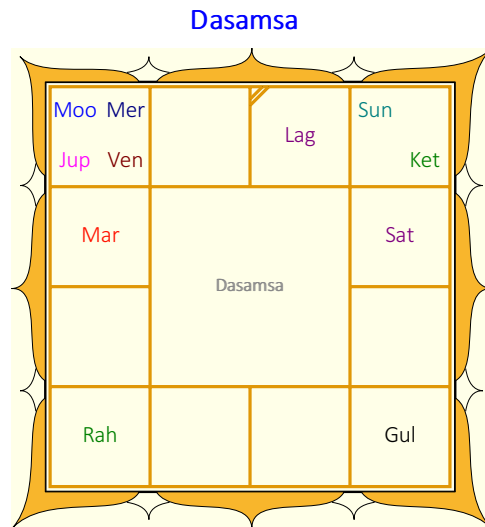 Dasamsa
Moo Mer
Jup Ven
Lag
Sun
Ket
Mar
Sat
Dasamsa
Rah
Gul